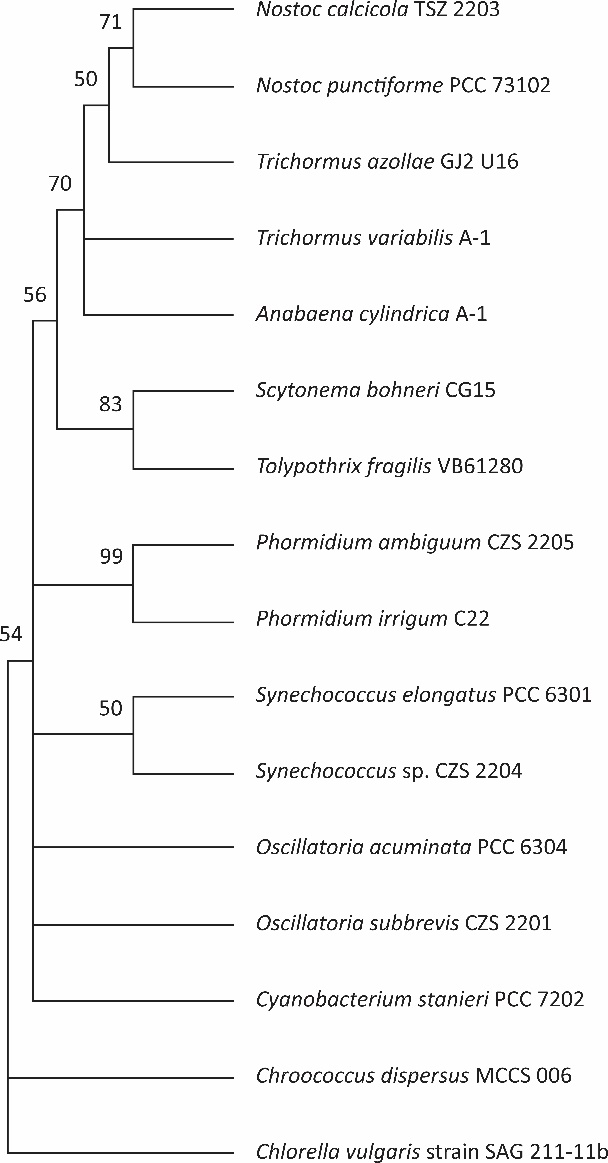 71
Nostoc calcicola TSZ 2203
50
Nostoc punctiforme PCC 73102
Trichormus azollae GJ2 U16
70
Trichormus variabilis A-1
56
Anabaena cylindrica A-1
83
Scytonema bohneri CG15
Tolypothrix fragilis VB61280
99
Phormidium ambiguum CZS 2205
Phormidium irrigum C22
54
50
Synechococcus elongatus PCC 6301
Synechococcus sp. CZS 2204
Oscillatoria acuminata PCC 6304
Oscillatoria subbrevis CZS 2201
Cyanobacterium stanieri PCC 7202
Chroococcus dispersus MCCS 006
Chlorella vulgaris strain SAG 211-11b